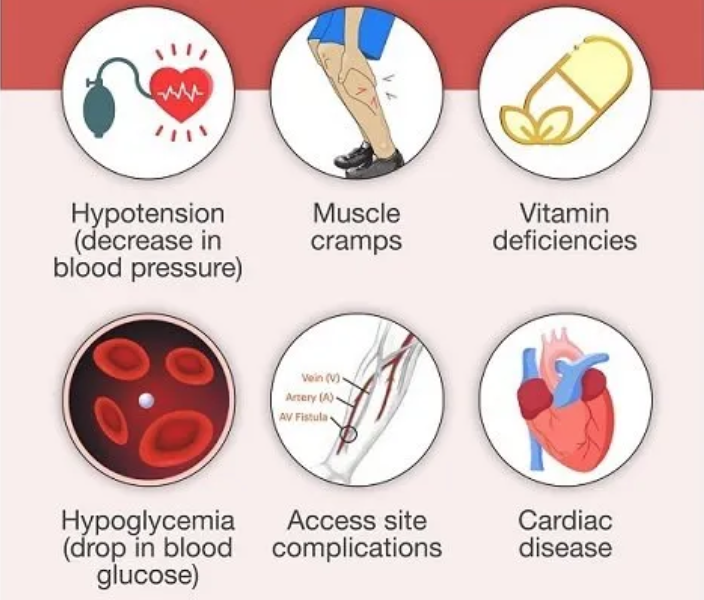 Hypotension
(decrease in
blood pressure)
Muscle
cramps
Vitamin
deficiencies
Vein (V)
Artery (A)
AV Fistula
Hypoglycemia
(drop in blood
glucose)
Access site
complications
Cardiac
disease